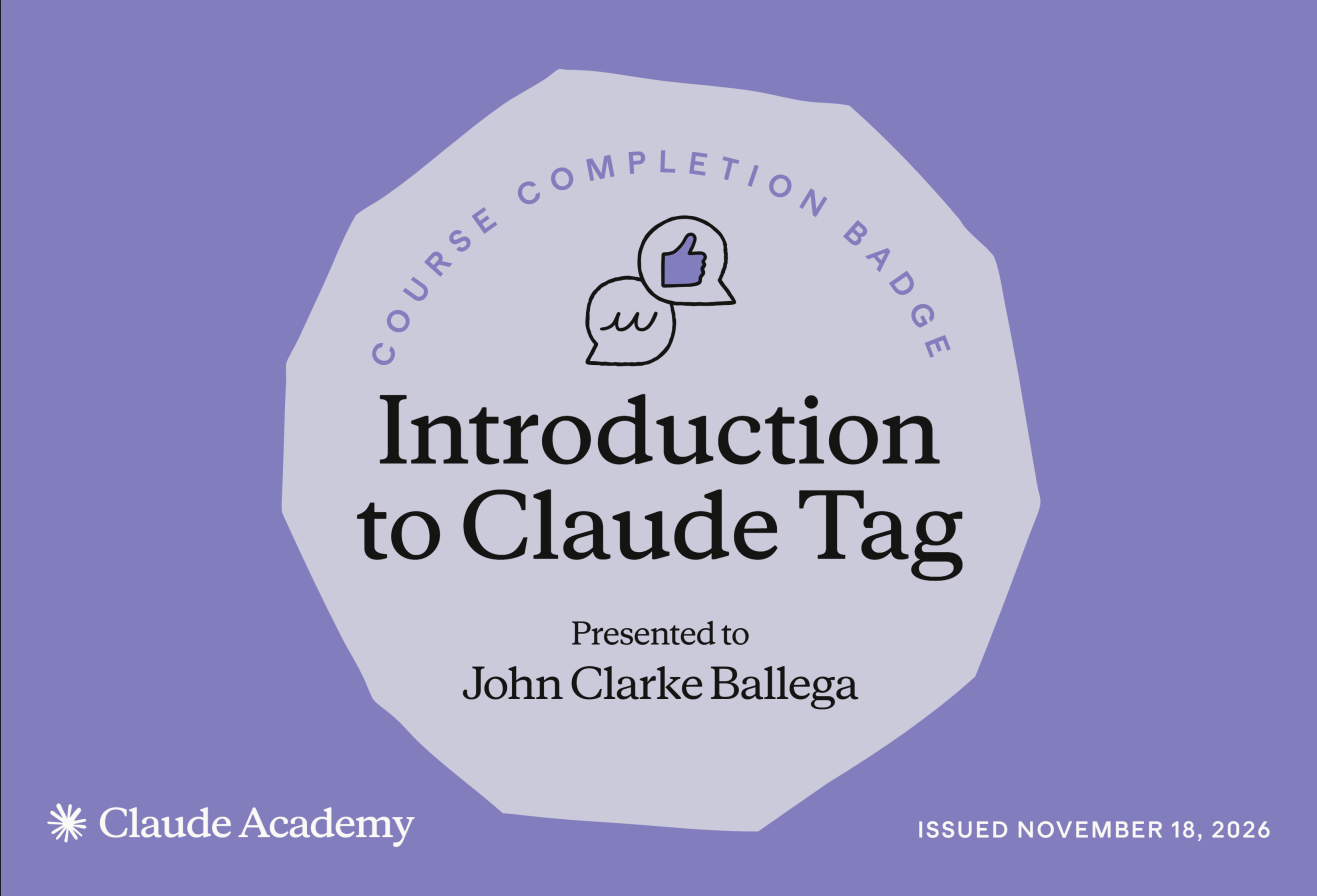 COURSE COMPLETION BADGE
Introduction
to Claude Tag
Presented to
John Clarke Ballega
Claude Academy
ISSUED NOVEMBER 18, 2026